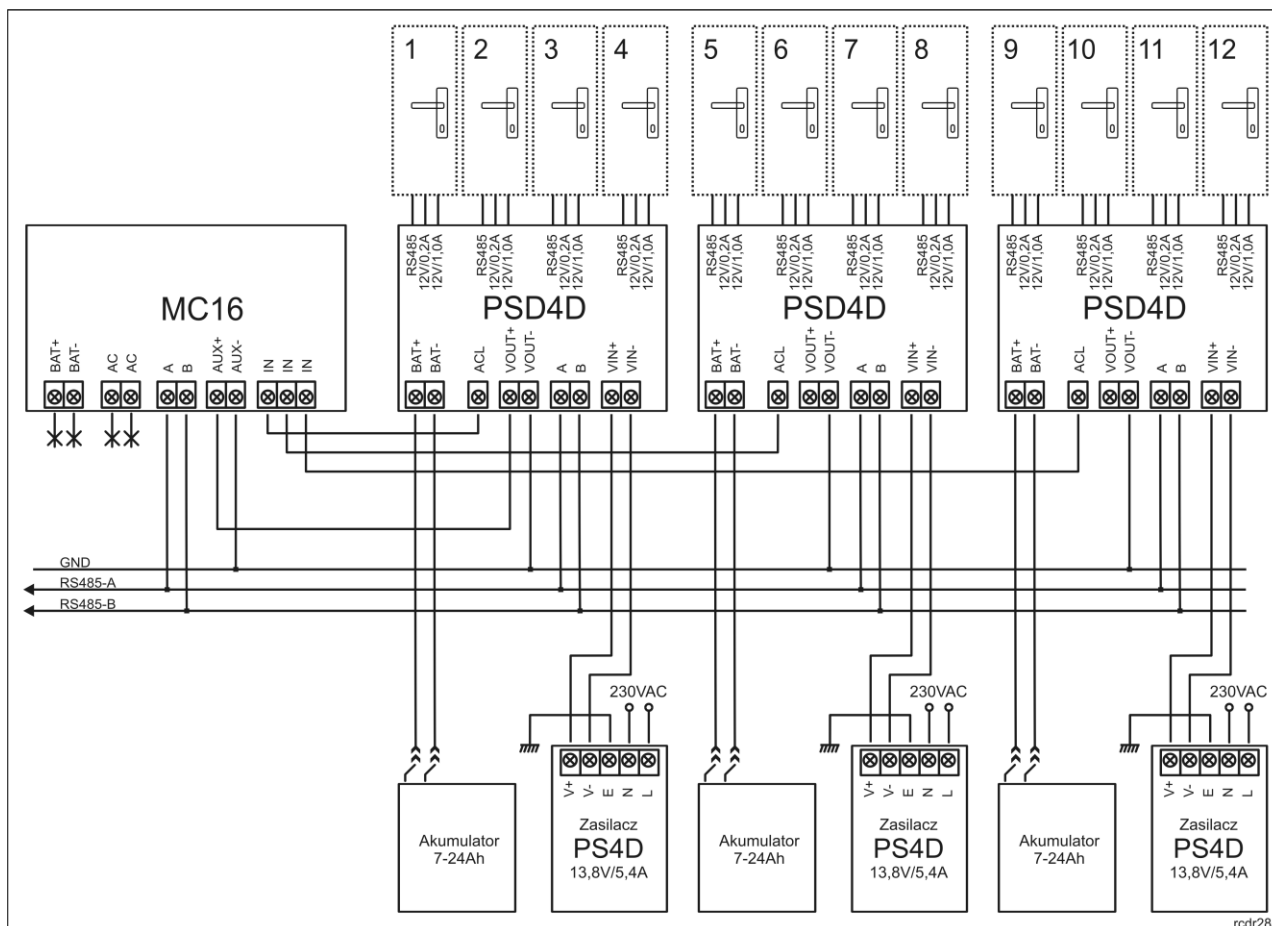 1 2 3 4 5 6 7 8 9 10 11 12
RS485 12V/0,2A 12V/1,0A RS485 12V/0,2A 12V/1,0A RS485 12V/0,2A 12V/1,0A RS485 12V/0,2A 12V/1,0A
RS485 12V/0,2A 12V/1,0A RS485 12V/0,2A 12V/1,0A RS485 12V/0,2A 12V/1,0A RS485 12V/0,2A 12V/1,0A
RS485 12V/0,2A 12V/1,0A RS485 12V/0,2A 12V/1,0A RS485 12V/0,2A 12V/1,0A RS485 12V/0,2A 12V/1,0A
MC16 PSD4D PSD4D PSD4D
BAT+ BAT- AC AC A B AUX+ AUX- IN IN IN
BAT+ BAT- ACL VOUT+ VOUT- A B VIN+ VIN-
BAT+ BAT- ACL VOUT+ VOUT- A B VIN+ VIN-
BAT+ BAT- ACL VOUT+ VOUT- A B VIN+ VIN-
GND
RS485-A
RS485-B
230VAC 230VAC 230VAC
V+ V- E N L V+ V- E N L V+ V- E N L
Akumulator
7-24Ah
Zasilacz
PS4D
13,8V/5,4A
Akumulator
7-24Ah
Zasilacz
PS4D
13,8V/5,4A
Akumulator
7-24Ah
Zasilacz
PS4D
13,8V/5,4A
rcdr28